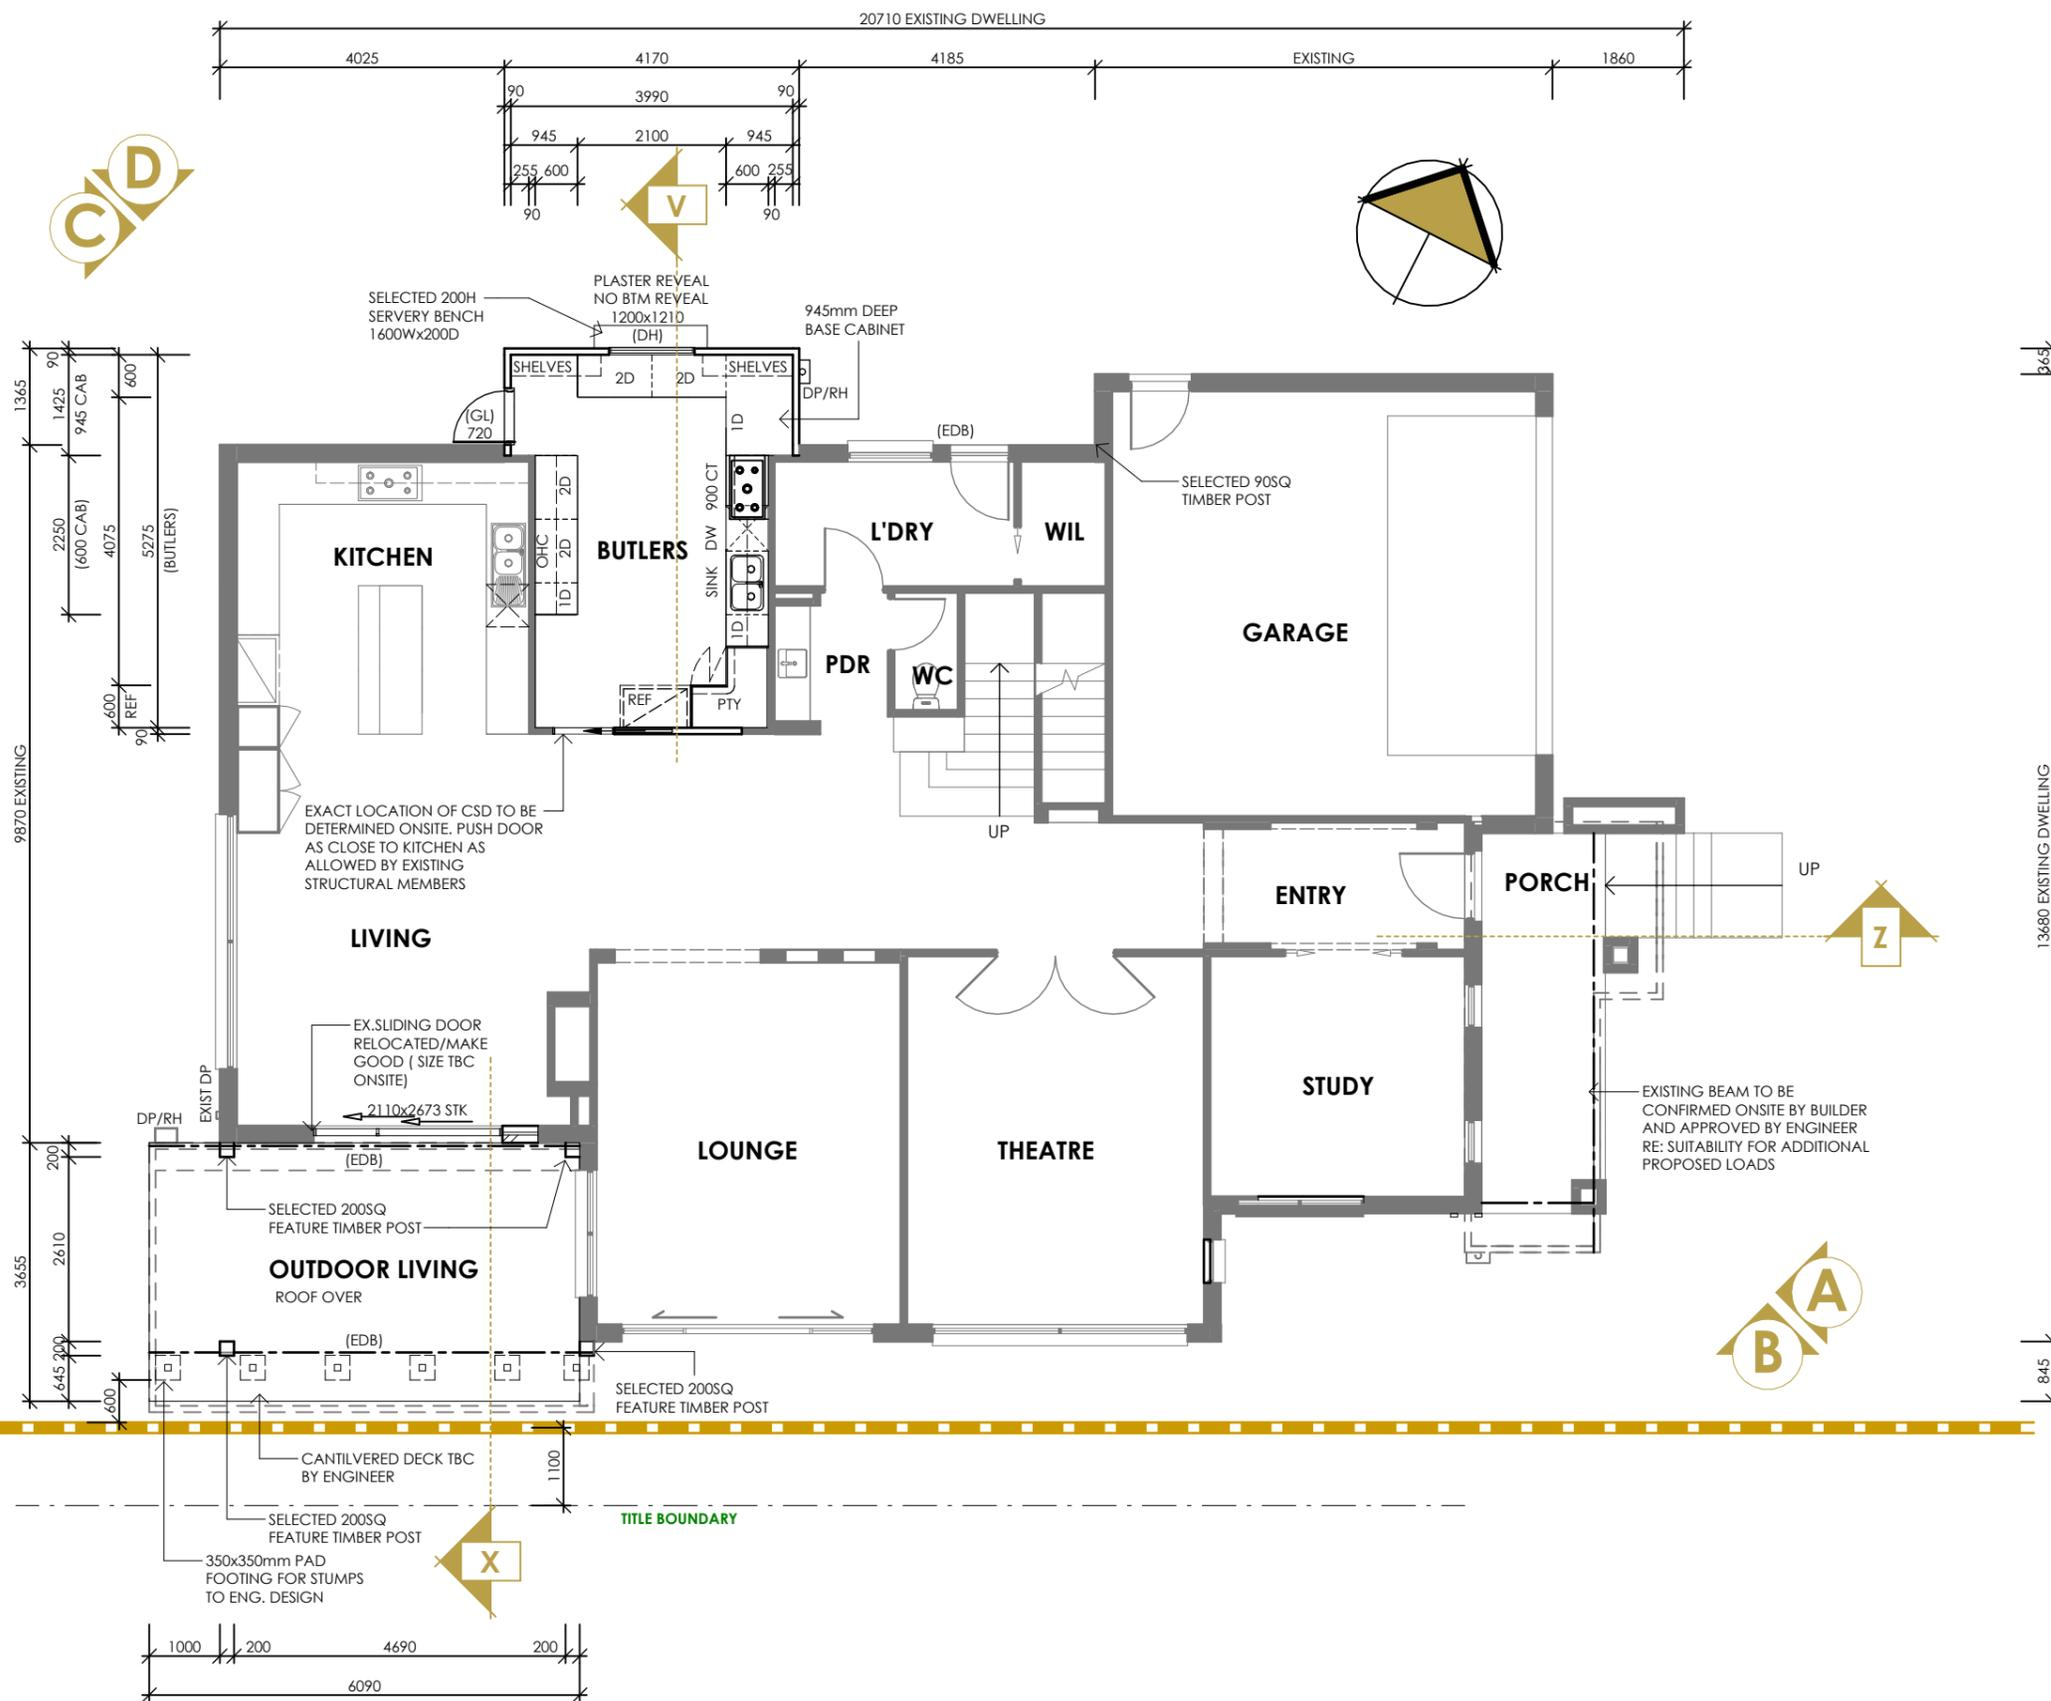 20710 EXISTING DWELLING
4025
4170
4185
EXISTING
1860
90
3990
90
945
2100
945
255
600
600
255
90
90
D
C
V
PLASTER REVEAL
NO BTM REVEAL
1200x1210
(DH)
SELECTED 200H
SERVERY BENCH
1600Wx200D
945mm DEEP
BASE CABINET
SHELVES
2D
2D
SHELVES
DP/RH
1D
(GL)
720
(EDB)
SELECTED 90SQ
TIMBER POST
365
1365
90
1425
945 CAB
600
2250
(600 CAB)
4075
5275
(BUTLERS)
600
REF
90
9870 EXISTING
KITCHEN
OHC
2D
2D
1D
BUTLERS
900 CT
DW
SINK
1D
REF
PTY
L'DRY
WIL
PDR
WC
GARAGE
UP
EXACT LOCATION OF CSD TO BE
DETERMINED ONSITE. PUSH DOOR
AS CLOSE TO KITCHEN AS
ALLOWED BY EXISTING
STRUCTURAL MEMBERS
LIVING
ENTRY
PORCH
UP
Z
13680 EXISTING DWELLING
EX.SLIDING DOOR
RELOCATED/MAKE
GOOD ( SIZE TBC
ONSITE)
2110x2673 STK
EXIST DP
DP/RH
(EDB)
LOUNGE
THEATRE
STUDY
EXISTING BEAM TO BE
CONFIRMED ONSITE BY BUILDER
AND APPROVED BY ENGINEER
RE: SUITABILITY FOR ADDITIONAL
PROPOSED LOADS
SELECTED 200SQ
FEATURE TIMBER POST
OUTDOOR LIVING
ROOF OVER
(EDB)
3655
200
2610
200
645
600
A
B
845
SELECTED 200SQ
FEATURE TIMBER POST
CANTILVERED DECK TBC
BY ENGINEER
1100
TITLE BOUNDARY
SELECTED 200SQ
FEATURE TIMBER POST
X
350x350mm PAD
FOOTING FOR STUMPS
TO ENG. DESIGN
1000
200
4690
200
6090